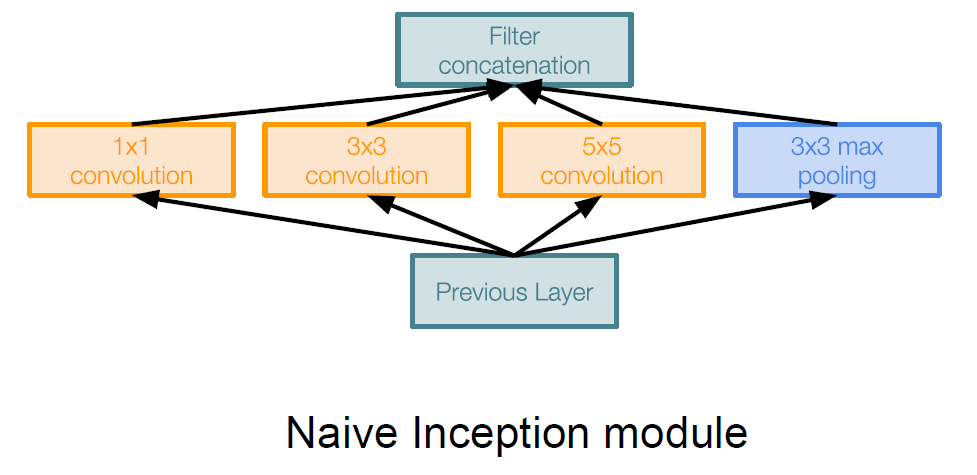 Filter
concatenation
1x1
convolution
3x3
convolution
5x5
convolution
3x3 max
pooling
Previous Layer
Naive Inception module